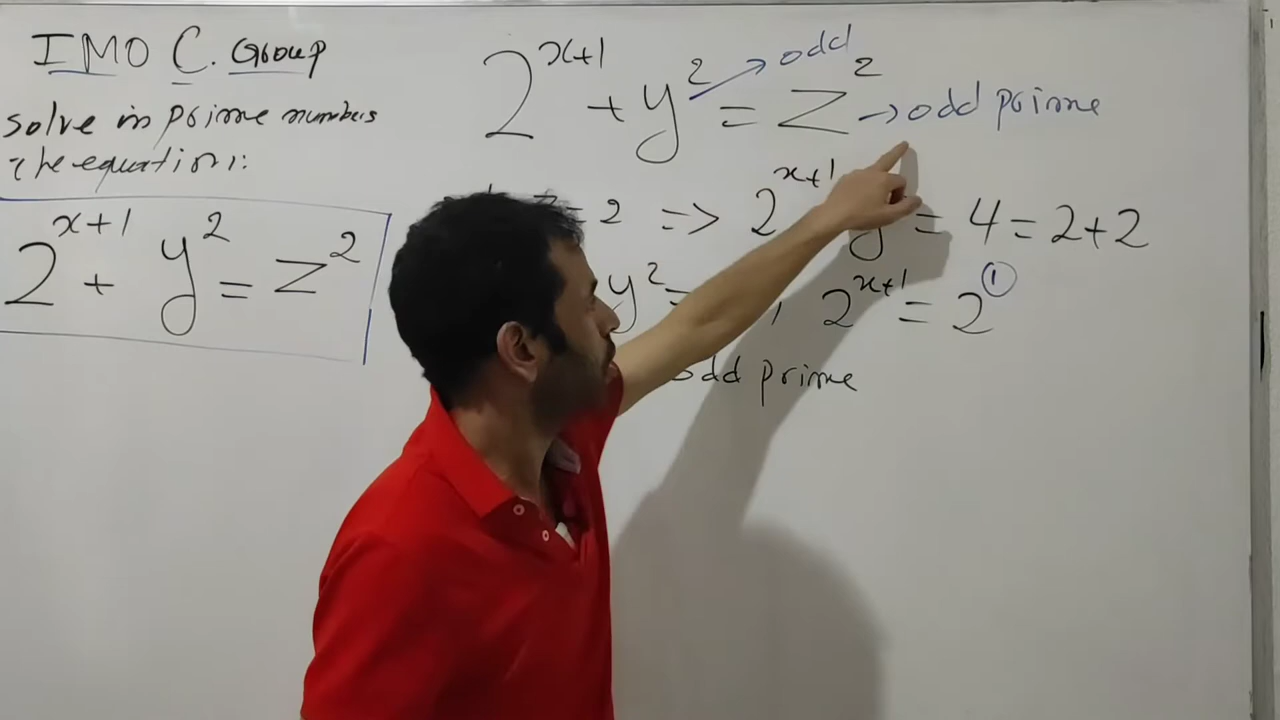 IMO C. Group
solve in prime numbers
the equation:
2^{x+1} + y^2 = z^2
2^{x+1} + y^2 = z^2
odd
→ odd prime
z = 2 => 2^{x+1} y = 4 = 2+2
y^2 = , 2^{x+1} = 2^①
odd prime